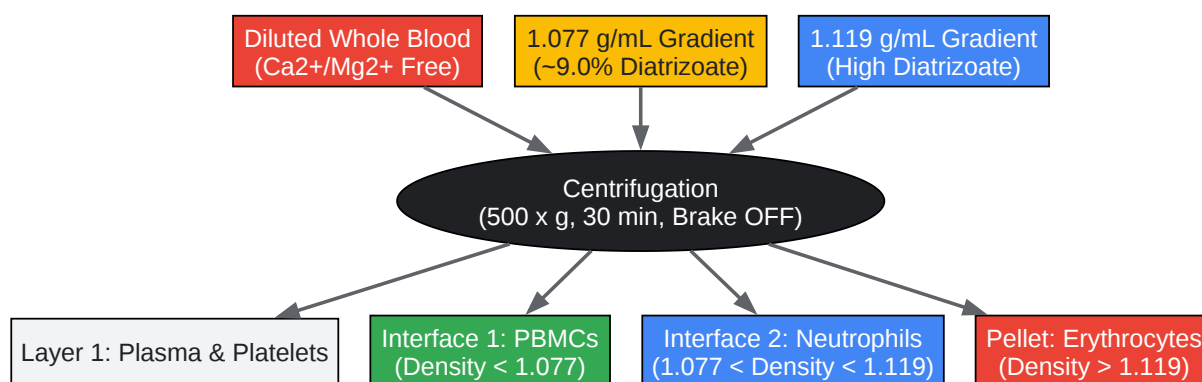 Diluted Whole Blood
(Ca2+/Mg2+ Free)
1.077 g/mL Gradient
(~9.0% Diatrizoate)
1.119 g/mL Gradient
(High Diatrizoate)
Centrifugation
(500 x g, 30 min, Brake OFF)
Layer 1: Plasma & Platelets
Interface 1: PBMCs
(Density < 1.077)
Interface 2: Neutrophils
(1.077 < Density < 1.119)
Pellet: Erythrocytes
(Density > 1.119)